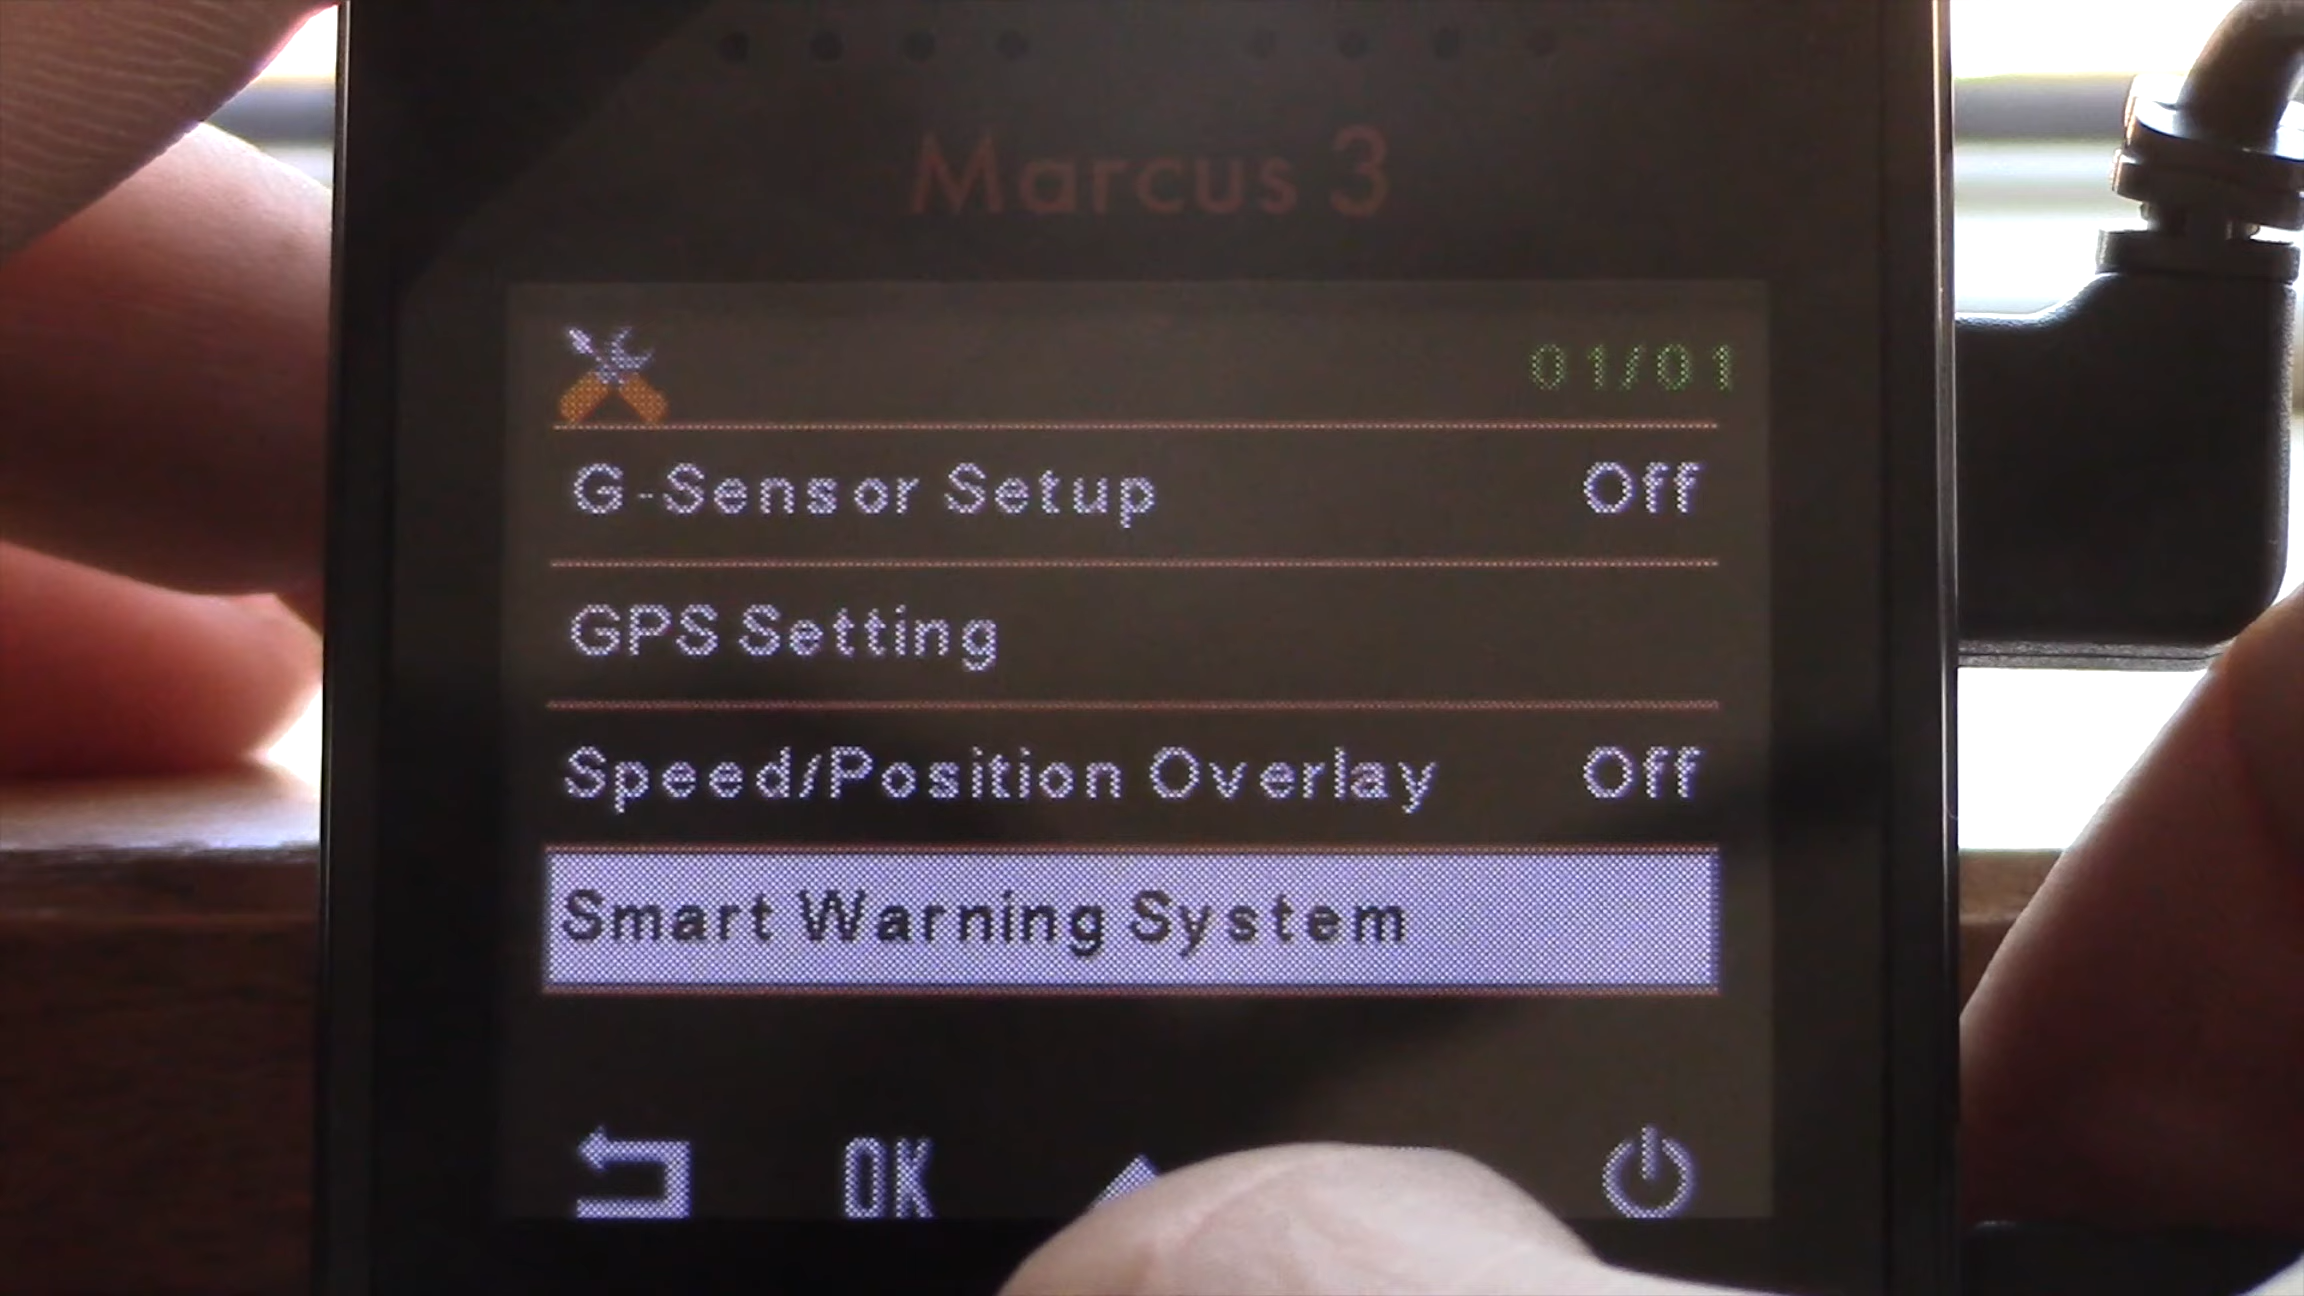 Marcus 3
01/01
G-Sensor Setup Off
GPS Setting
Speed/Position Overlay Off
Smart Warning System
OK